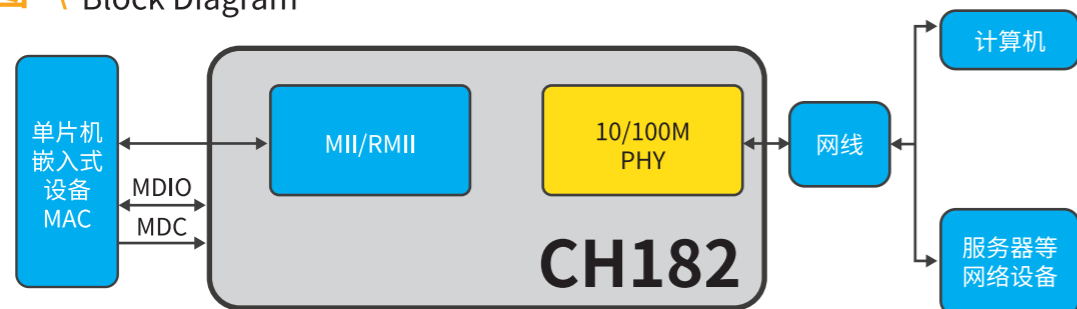 图 \ Block Diagram
单片机
嵌入式
设备
MAC
MDIO
MDC
MII/RMII
10/100M
PHY
CH182
网线
计算机
服务器等
网络设备